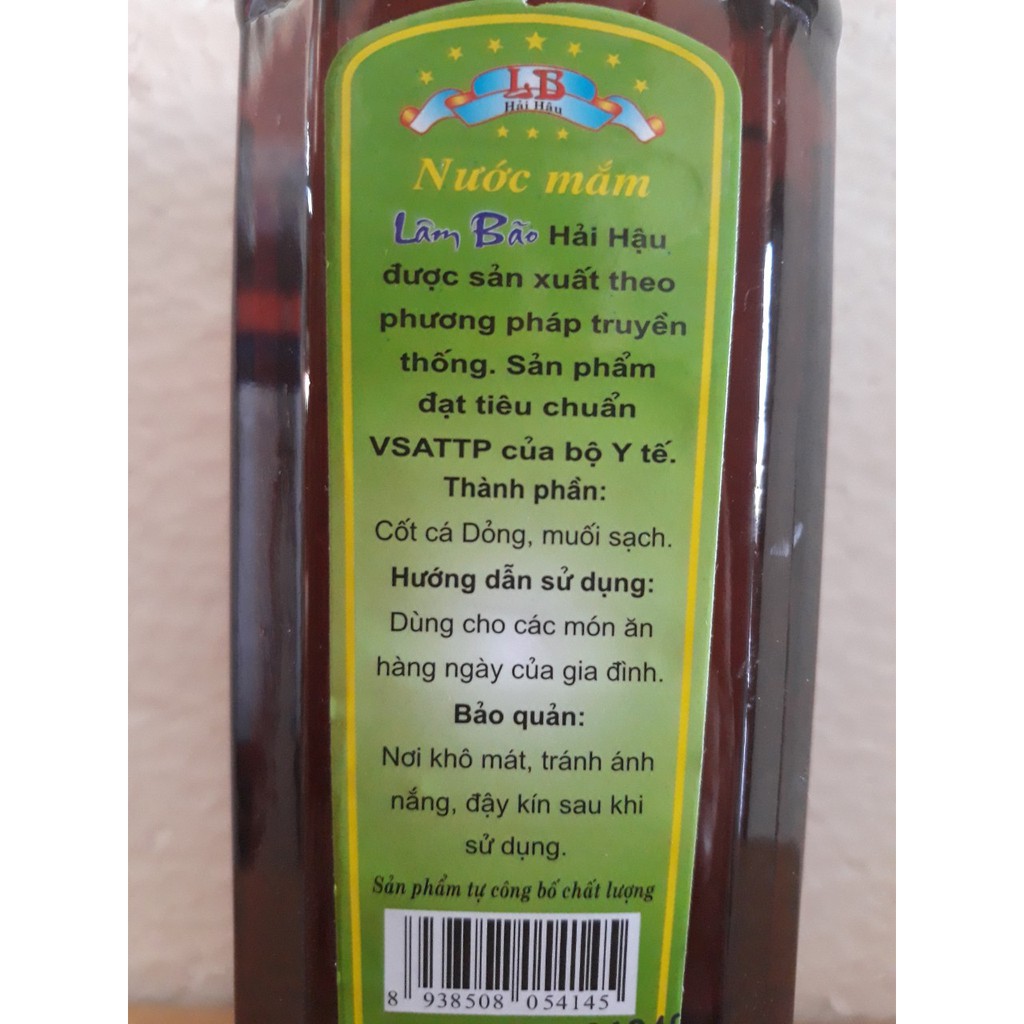 LB
Hải Hậu
Nước mắm
Lâm Bão Hải Hậu
được sản xuất theo
phương pháp truyền
thống. Sản phẩm
đạt tiêu chuẩn
VSATTP của bộ Y tế.
Thành phần:
Cốt cá Dỏng, muối sạch.
Hướng dẫn sử dụng:
Dùng cho các món ăn
hàng ngày của gia đình.
Bảo quản:
Nơi khô mát, tránh ánh
nắng, đậy kín sau khi
sử dụng.
Sản phẩm tự công bố chất lượng
8 938508 054145